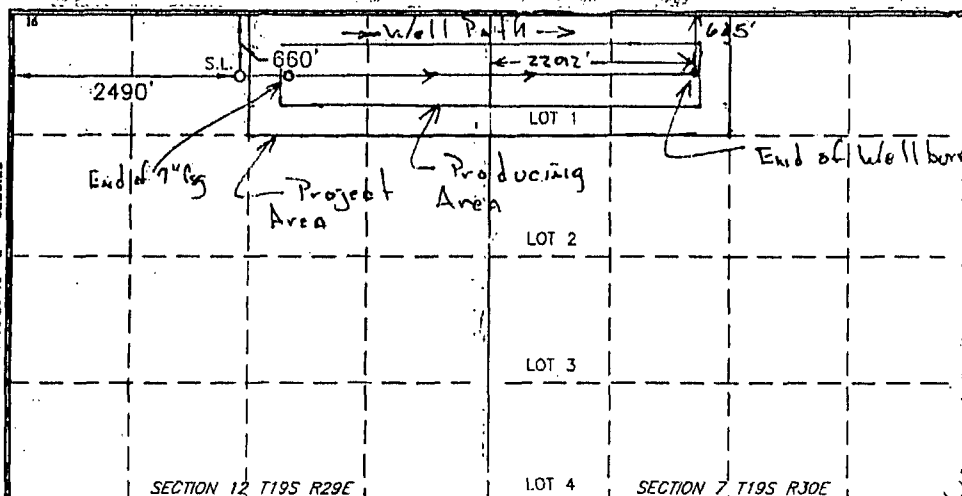 16
→ Well Path →
625'
S.L.
660'
← 2292' →
2490'
LOT 1
End of 7" csg
Project Area
Producing Area
End of Wellbore
LOT 2
LOT 3
SECTION 12 T19S R29E
LOT 4
SECTION 7 T19S R30E